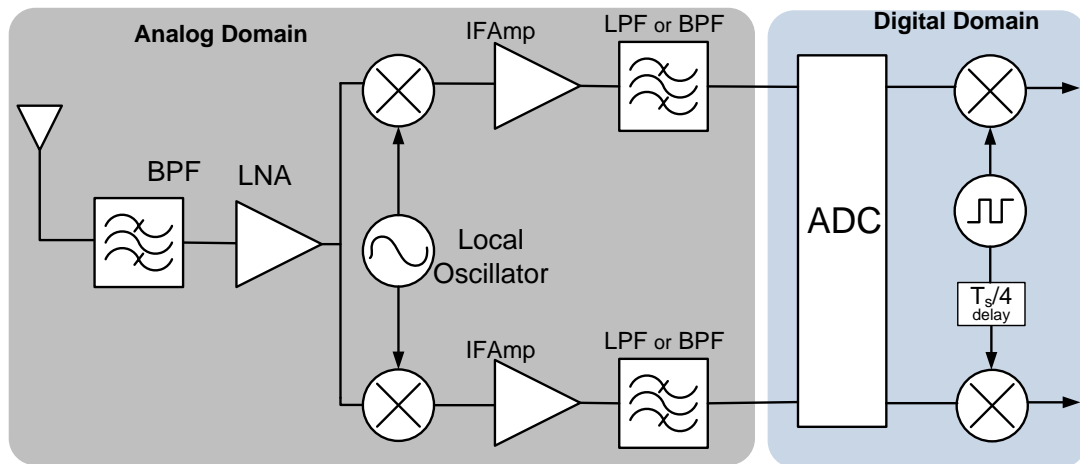 Analog Domain
IFAmp
LPF or BPF
Digital Domain
BPF
LNA
Local
Oscillator
ADC
Ts/4
delay
IFAmp
LPF or BPF